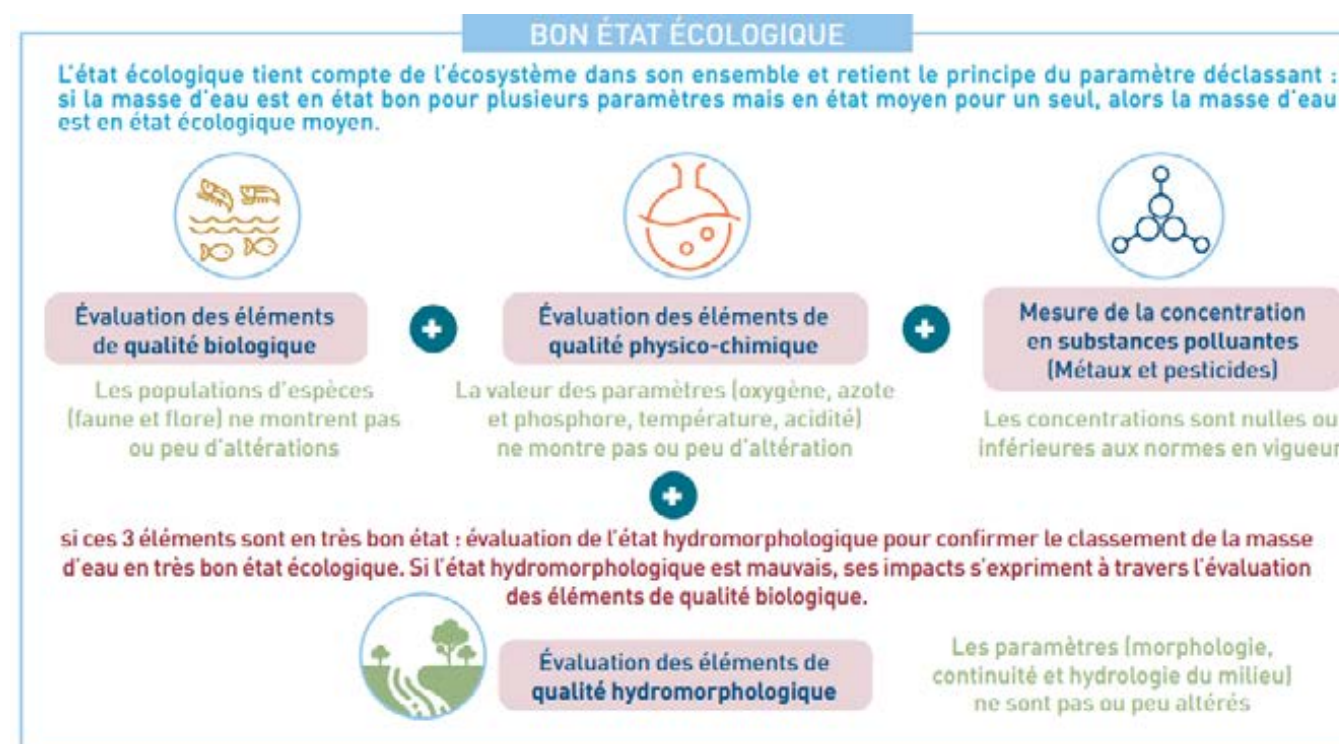 BON ÉTAT ÉCOLOGIQUE
L'état écologique tient compte de l'écosystème dans son ensemble et retient le principe du paramètre déclassant :
si la masse d'eau est en état bon pour plusieurs paramètres mais en état moyen pour un seul, alors la masse d'eau
est en état écologique moyen.
Évaluation des éléments
de qualité biologique
Les populations d'espèces
(faune et flore) ne montrent pas
ou peu d'altérations
Évaluation des éléments de
qualité physico-chimique
La valeur des paramètres (oxygène, azote
et phosphore, température, acidité)
ne montre pas ou peu d'altération
Mesure de la concentration
en substances polluantes
(Métaux et pesticides)
Les concentrations sont nulles ou
inférieures aux normes en vigueur
si ces 3 éléments sont en très bon état : évaluation de l'état hydromorphologique pour confirmer le classement de la masse
d'eau en très bon état écologique. Si l'état hydromorphologique est mauvais, ses impacts s'expriment à travers l'évaluation
des éléments de qualité biologique.
Évaluation des éléments de
qualité hydromorphologique
Les paramètres (morphologie,
continuité et hydrologie du milieu)
ne sont pas ou peu altérés